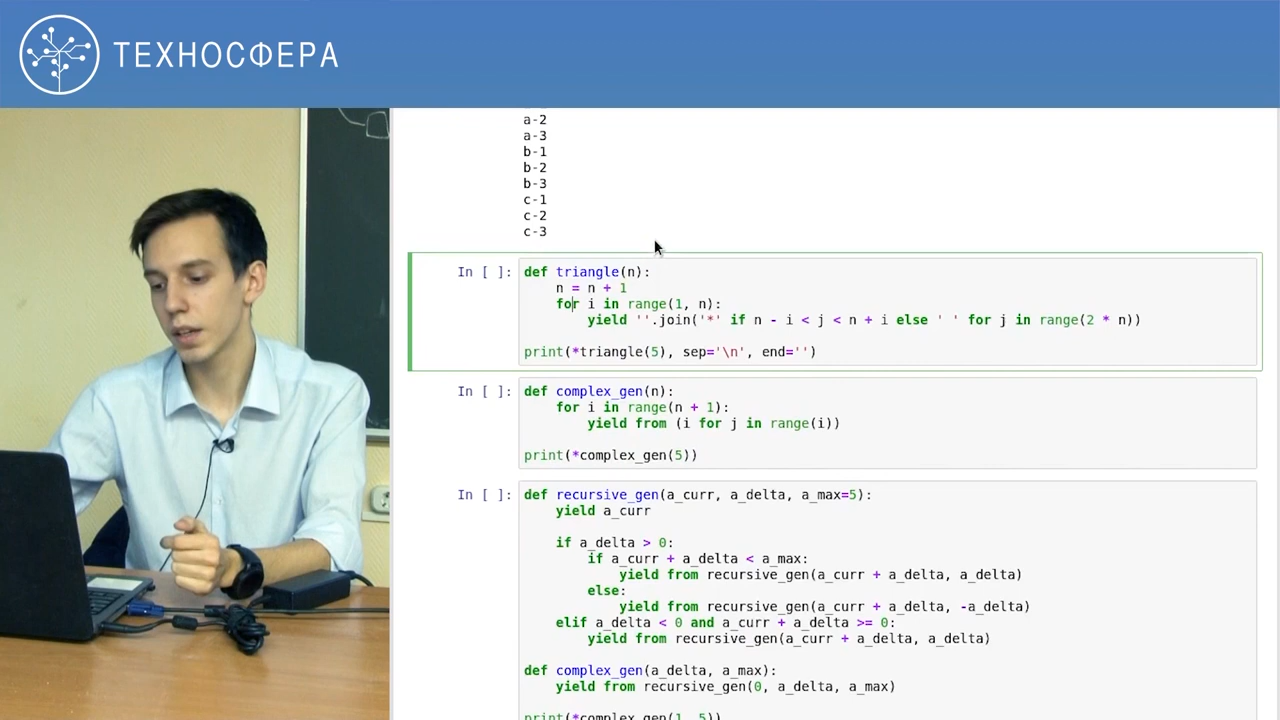 ТЕХНОСФЕРА
a-2
a-3
b-1
b-2
b-3
c-1
c-2
c-3
In [ ]: def triangle(n):
    n = n + 1
    for i in range(1, n):
        yield ''.join('*' if n - i < j < n + i else ' ' for j in range(2 * n))
print(*triangle(5), sep='\n', end='')
In [ ]: def complex_gen(n):
    for i in range(n + 1):
        yield from (i for j in range(i))
print(*complex_gen(5))
In [ ]: def recursive_gen(a_curr, a_delta, a_max=5):
    yield a_curr
    if a_delta > 0:
        if a_curr + a_delta < a_max:
            yield from recursive_gen(a_curr + a_delta, a_delta)
        else:
            yield from recursive_gen(a_curr + a_delta, -a_delta)
    elif a_delta < 0 and a_curr + a_delta >= 0:
        yield from recursive_gen(a_curr + a_delta, a_delta)
def complex_gen(a_delta, a_max):
    yield from recursive_gen(0, a_delta, a_max)
print(*complex_gen(1, 5))